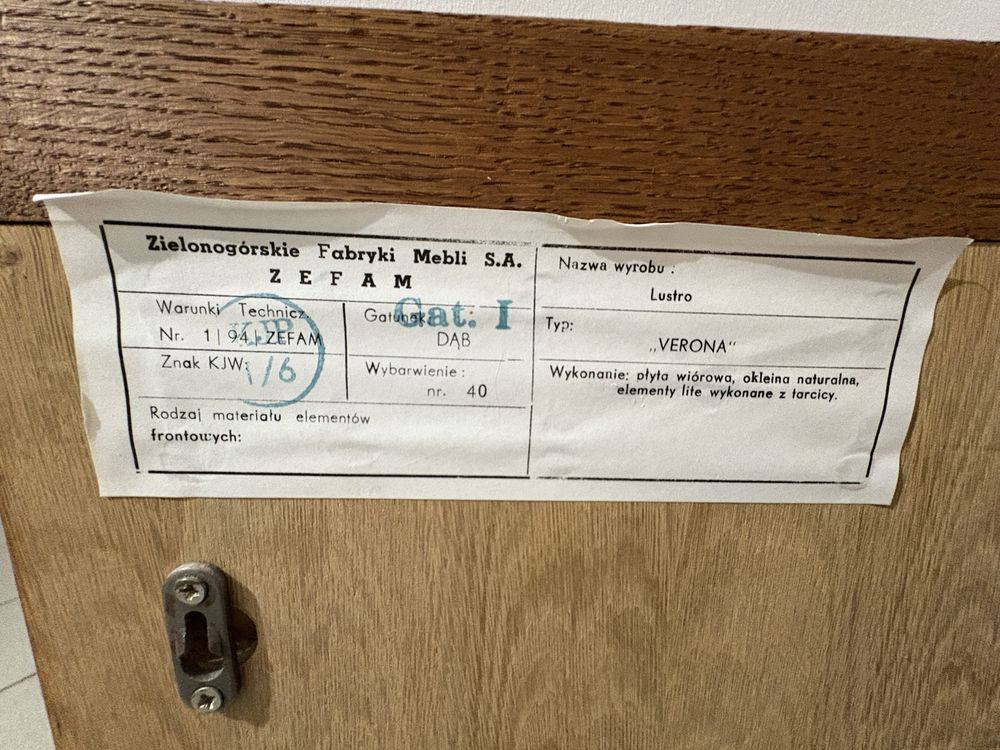 Zielonogórskie Fabryki Mebli S.A.
ZEFAM
Warunki Technicz.
Nr. 1|94|ZEFAM
Znak KJW:
1/6
Gatunek
Gat. I
DĄB
Wybarwienie :
nr. 40
Rodzaj materiału elementów
frontowych:
Nazwa wyrobu :
Lustro
Typ:
„VERONA"
Wykonanie: płyta wiórowa, okleina naturalna,
elementy lite wykonane z tarcicy.